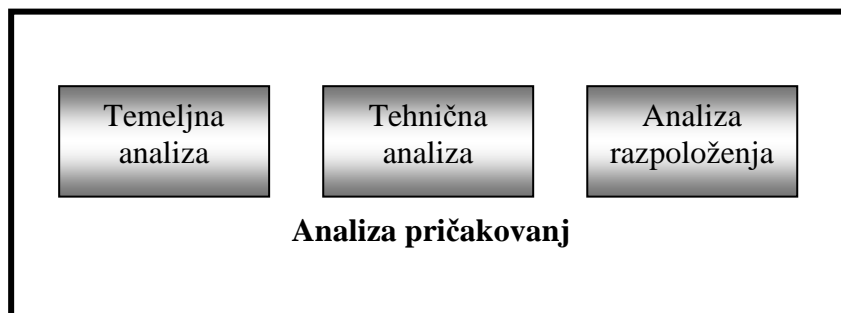 Temeljna
analiza
Tehnična
analiza
Analiza
razpoloženja
Analiza pričakovanj